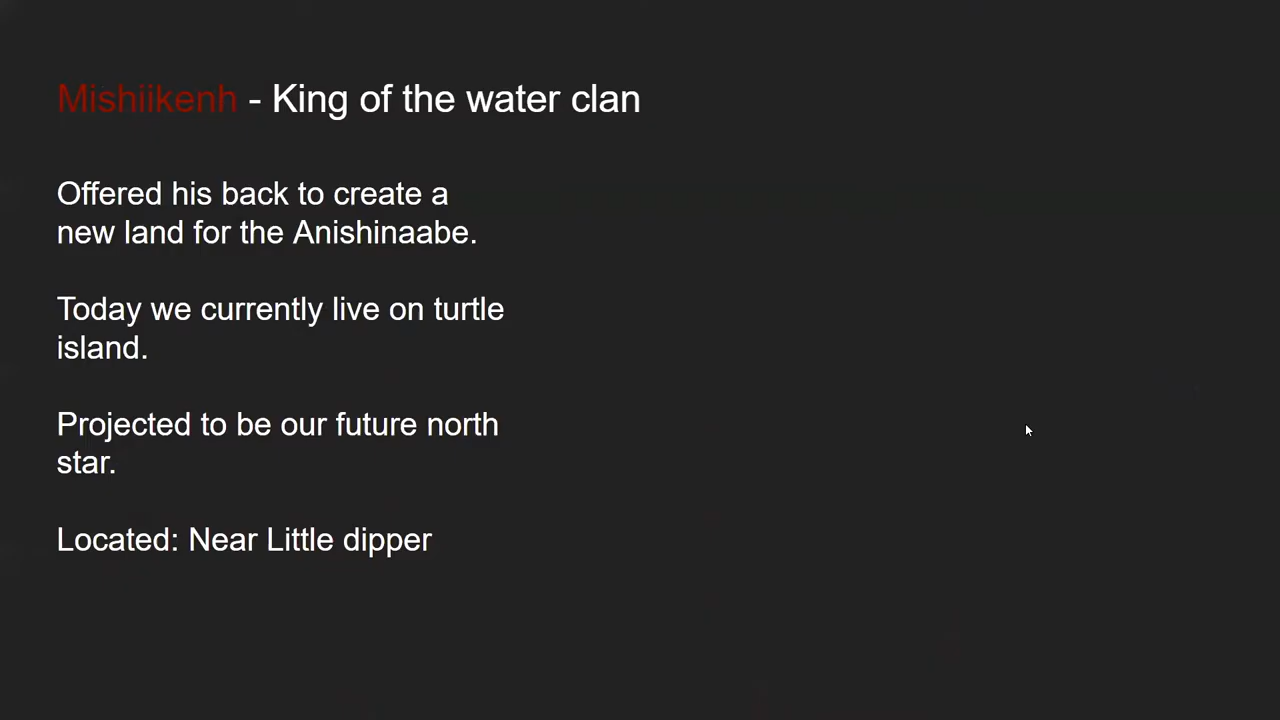 Mishiikenh - King of the water clan
Offered his back to create a
new land for the Anishinaabe.
Today we currently live on turtle
island.
Projected to be our future north
star.
Located: Near Little dipper